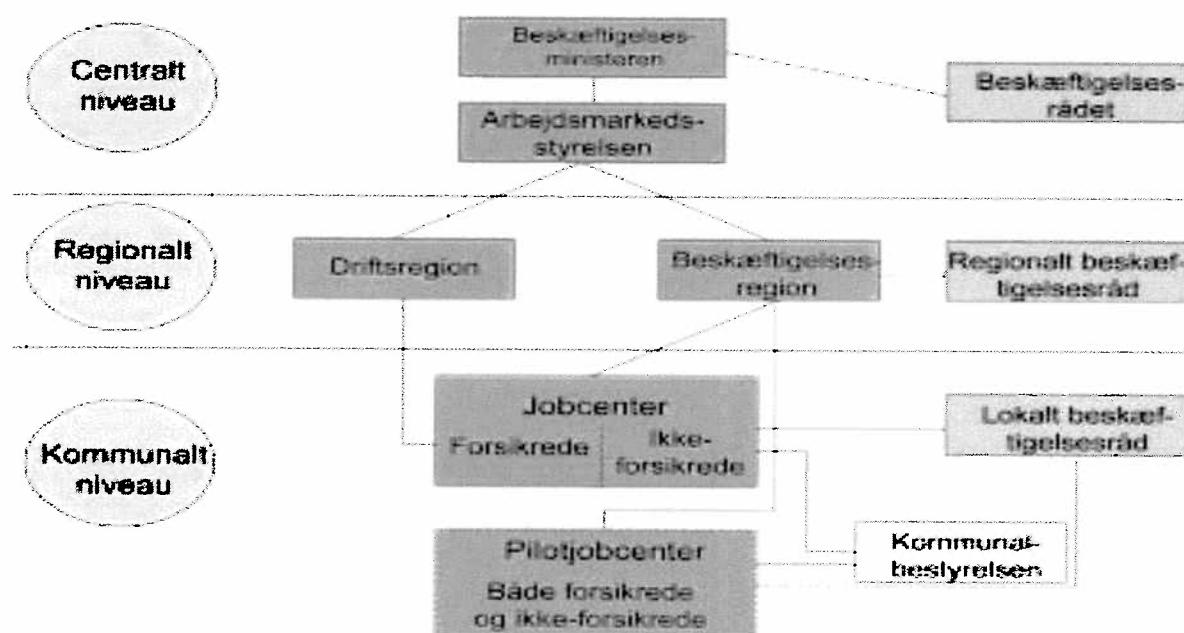 Centralt
niveau
Beskæftigelses-
ministeren
Arbejdsmarkeds-
styrelsen
Beskæftigelses-
rådet
Regionalt
niveau
Driftsregion
Beskæftigelses-
region
Regionalt beskæf-
tigelsesråd
Kommunalt
niveau
Jobcenter
Forsikrede
Ikke-
forsikrede
Lokalt beskæf-
tigelsesråd
Pilotjobcenter
Både forsikrede
og ikke-forsikrede
Kommunal-
bestyrelsen